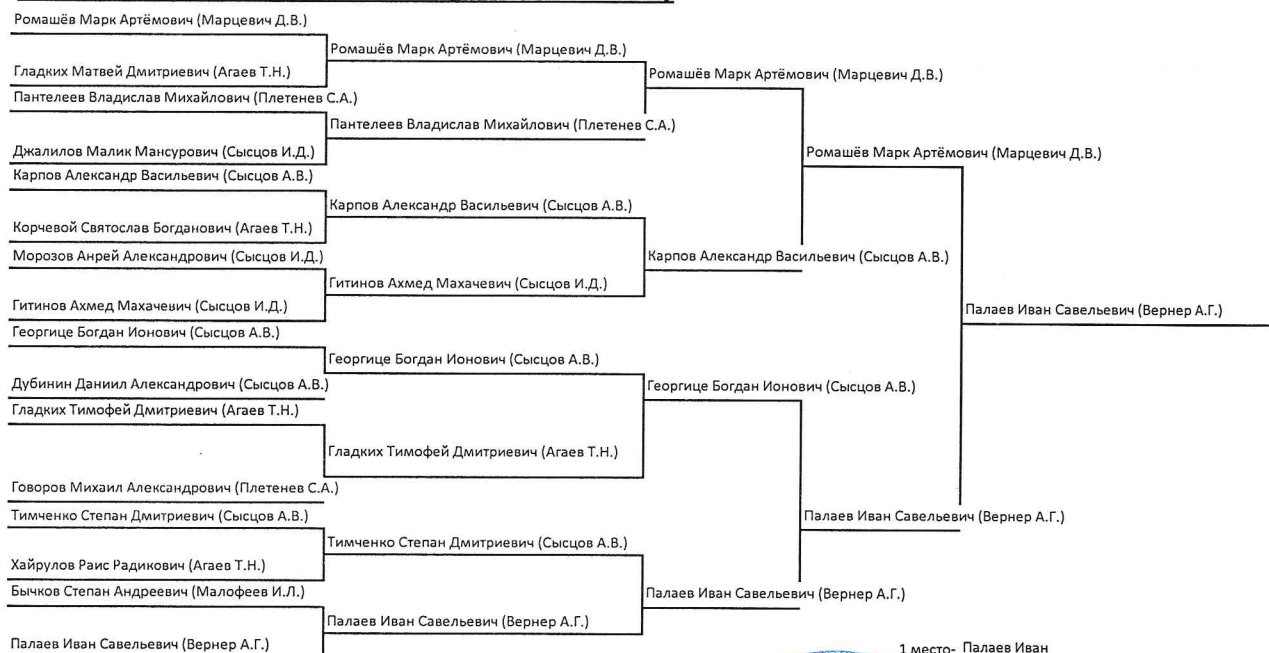 Ромашёв Марк Артёмович (Марцевич Д.В.)
Ромашёв Марк Артёмович (Марцевич Д.В.)
Гладких Матвей Дмитриевич (Агаев Т.Н.)
Ромашёв Марк Артёмович (Марцевич Д.В.)
Пантелеев Владислав Михайлович (Плетенев С.А.)
Пантелеев Владислав Михайлович (Плетенев С.А.)
Джалилов Малик Мансурович (Сысцов И.Д.)
Ромашёв Марк Артёмович (Марцевич Д.В.)
Карпов Александр Васильевич (Сысцов А.В.)
Карпов Александр Васильевич (Сысцов А.В.)
Корчевой Святослав Богданович (Агаев Т.Н.)
Морозов Анрей Александрович (Сысцов И.Д.)
Карпов Александр Васильевич (Сысцов А.В.)
Гитинов Ахмед Махачевич (Сысцов И.Д.)
Гитинов Ахмед Махачевич (Сысцов И.Д.)
Палаев Иван Савельевич (Вернер А.Г.)
Георгице Богдан Ионович (Сысцов А.В.)
Георгице Богдан Ионович (Сысцов А.В.)
Дубинин Даниил Александрович (Сысцов А.В.)
Георгице Богдан Ионович (Сысцов А.В.)
Гладких Тимофей Дмитриевич (Агаев Т.Н.)
Гладких Тимофей Дмитриевич (Агаев Т.Н.)
Говоров Михаил Александрович (Плетенев С.А.)
Тимченко Степан Дмитриевич (Сысцов А.В.)
Палаев Иван Савельевич (Вернер А.Г.)
Тимченко Степан Дмитриевич (Сысцов А.В.)
Хайрулов Раис Радикович (Агаев Т.Н.)
Бычков Степан Андреевич (Малофеев И.Л.)
Палаев Иван Савельевич (Вернер А.Г.)
Палаев Иван Савельевич (Вернер А.Г.)
Палаев Иван Савельевич (Вернер А.Г.)
1 место- Палаев Иван